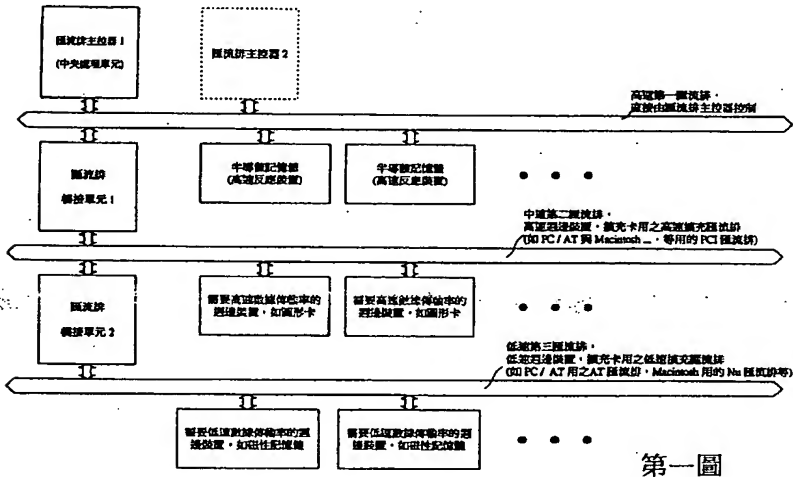 匯流排主控器 1
(中央處理單元)
匯流排主控器 2
高速第一匯流排,
直接由匯流排主控器控制
匯流排
橋接單元 1
半導體記憶體
(高速反應裝置)
半導體記憶體
(高速反應裝置)
中速第二匯流排,
高速週邊裝置,擴充卡用之高速擴充匯流排
(如 PC / AT 與 Macintosh ...,等用的 PCI 匯流排)
匯流排
橋接單元 2
需要高速數據傳輸率的
週邊裝置,如圖形卡
需要高速數據傳輸率的
週邊裝置,如圖形卡
低速第三匯流排,
低速週邊裝置,擴充卡用之低速擴充匯流排
(如 PC / AT 用之AT 匯流排,Macintosh 用的 Nu 匯流排等)
需要低速數據傳輸率的週
邊裝置,如磁性記憶體
需要低速數據傳輸率的週
邊裝置,如磁性記憶體
第一圖